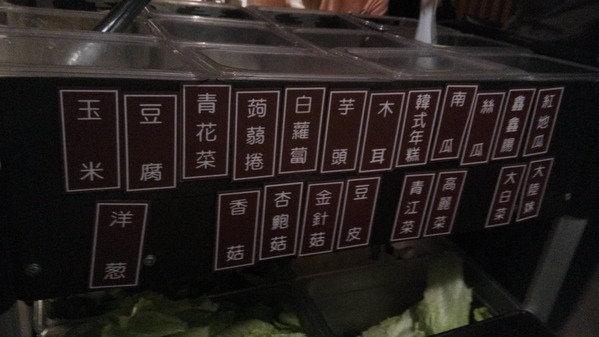 玉米
豆腐
青花菜
蒟蒻捲
白蘿蔔
芋頭
木耳
韓式年糕
南瓜
絲瓜
鑫鑫腸
紅地瓜
洋葱
香菇
杏鮑菇
金針菇
豆皮
青江菜
高麗菜
大白菜
大陸妹